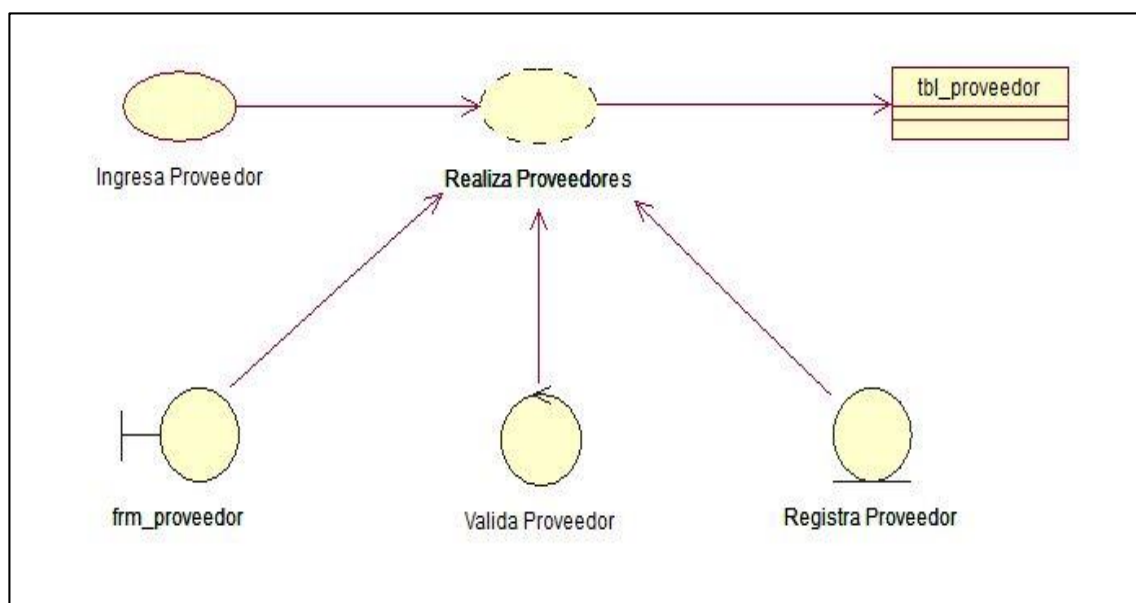 tbl_proveedor
Ingresa Proveedor
Realiza Proveedores
frm_proveedor
Valida Proveedor
Registra Proveedor